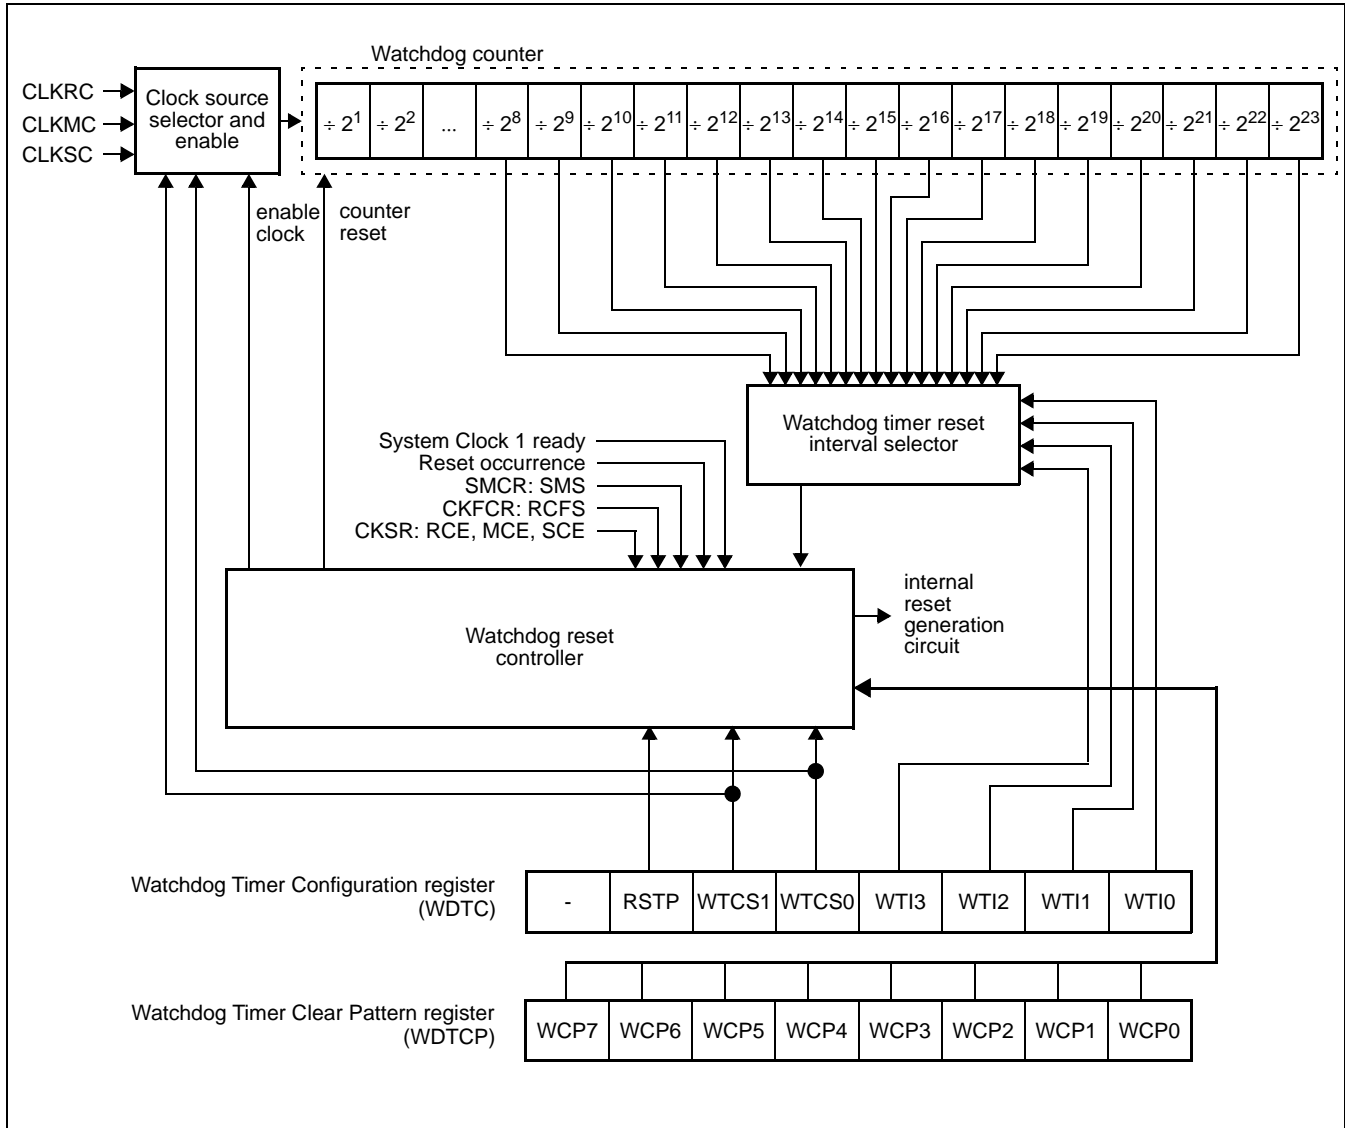 Watchdog counter
CLKRC
CLKMC
CLKSC
Clock source
selector and
enable
÷ 2¹ ÷ 2² ... ÷ 2⁸ ÷ 2⁹ ÷ 2¹⁰ ÷ 2¹¹ ÷ 2¹² ÷ 2¹³ ÷ 2¹⁴ ÷ 2¹⁵ ÷ 2¹⁶ ÷ 2¹⁷ ÷ 2¹⁸ ÷ 2¹⁹ ÷ 2²⁰ ÷ 2²¹ ÷ 2²² ÷ 2²³
enable
clock
counter
reset
Watchdog timer reset
interval selector
System Clock 1 ready
Reset occurrence
SMCR: SMS
CKFCR: RCFS
CKSR: RCE, MCE, SCE
Watchdog reset
controller
internal
reset
generation
circuit
Watchdog Timer Configuration register
(WDTC)
- RSTP WTCS1 WTCS0 WTI3 WTI2 WTI1 WTI0
Watchdog Timer Clear Pattern register
(WDTCP)
WCP7 WCP6 WCP5 WCP4 WCP3 WCP2 WCP1 WCP0